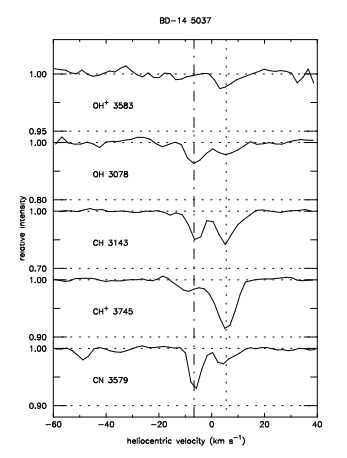 BD-14 5037
1.00
OH+ 3583
0.95
1.00
OH 3078
0.80
1.00
CH 3143
0.70
1.00
CH+ 3745
0.90
1.00
CN 3579
0.90
relative intensity
-60 -40 -20 0 20 40
heliocentric velocity (km s⁻¹)